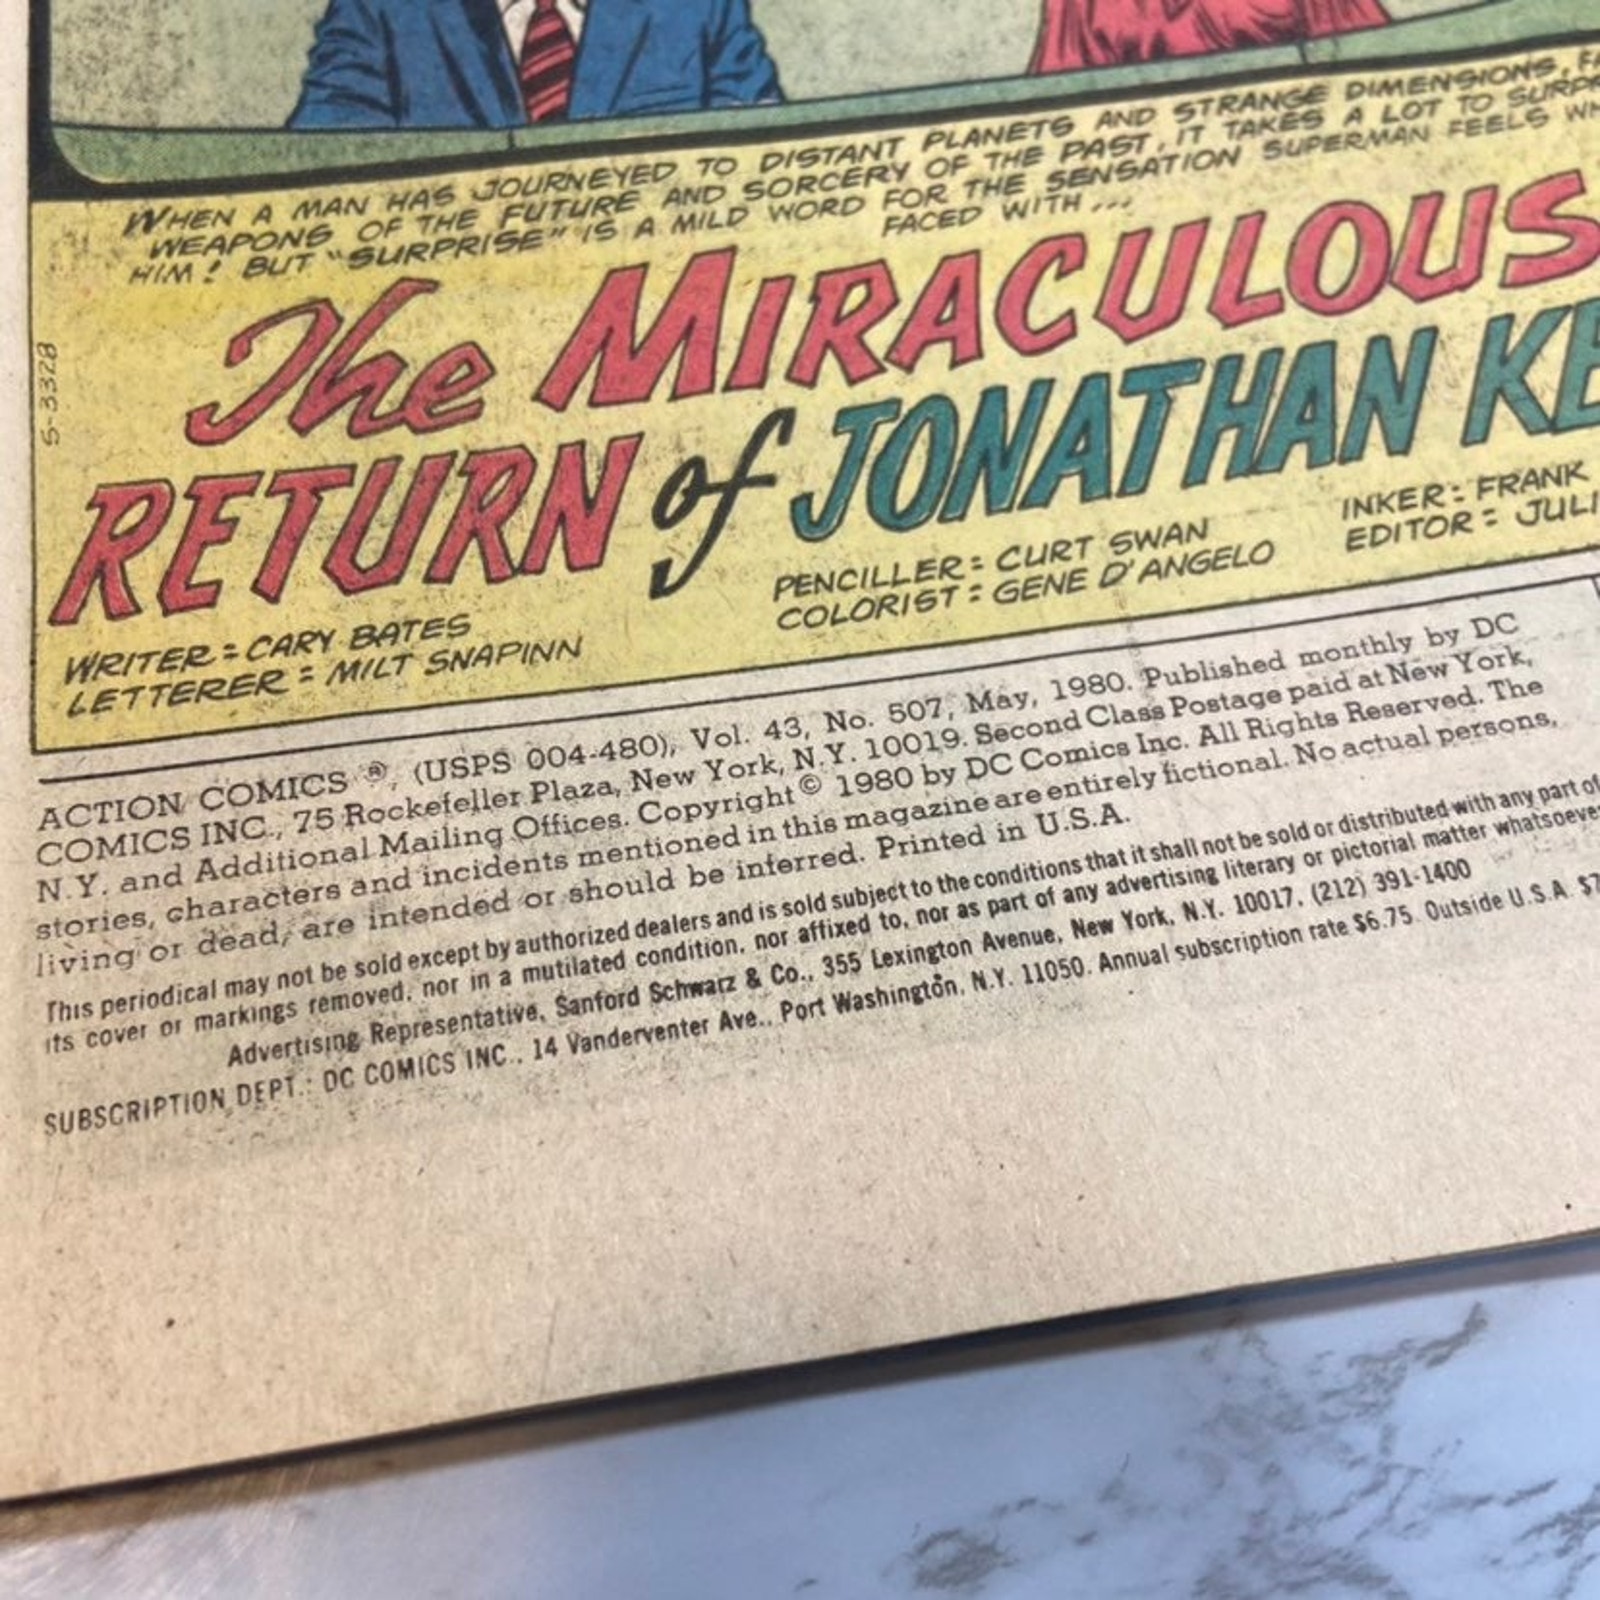 WHEN A MAN HAS JOURNEYED TO DISTANT PLANETS AND STRANGE DIMENSIONS,
WEAPONS OF THE FUTURE AND SORCERY OF THE PAST, IT TAKES A LOT TO
HIM! BUT "SURPRISE" IS A MILD WORD FOR THE SENSATION SUPERMAN FEELS
FACED WITH...
The MIRACULOUS
RETURN of JONATHAN KE
S-3328
WRITER: CARY BATES
LETTERER: MILT SNAPINN
PENCILLER: CURT SWAN
COLORIST: GENE D'ANGELO
INKER: FRANK
EDITOR: JULI
ACTION COMICS ®, (USPS 004-480), Vol. 43, No. 507, May, 1980. Published monthly by DC
COMICS INC., 75 Rockefeller Plaza, New York, N.Y. 10019. Second Class Postage paid at New York,
N.Y. and Additional Mailing Offices. Copyright © 1980 by DC Comics Inc. All Rights Reserved. The
stories, characters and incidents mentioned in this magazine are entirely fictional. No actual persons,
living or dead, are intended or should be inferred. Printed in U.S.A.
This periodical may not be sold except by authorized dealers and is sold subject to the conditions that it shall not be sold or distributed with any part of
its cover or markings removed, nor in a mutilated condition, nor affixed to, nor as part of any advertising literary or pictorial matter whatsoever
Advertising Representative, Sanford Schwarz & Co., 355 Lexington Avenue, New York, N.Y. 10017, (212) 391-1400
SUBSCRIPTION DEPT.: DC COMICS INC., 14 Vanderventer Ave., Port Washington, N.Y. 11050. Annual subscription rate $6.75. Outside U.S.A. $7